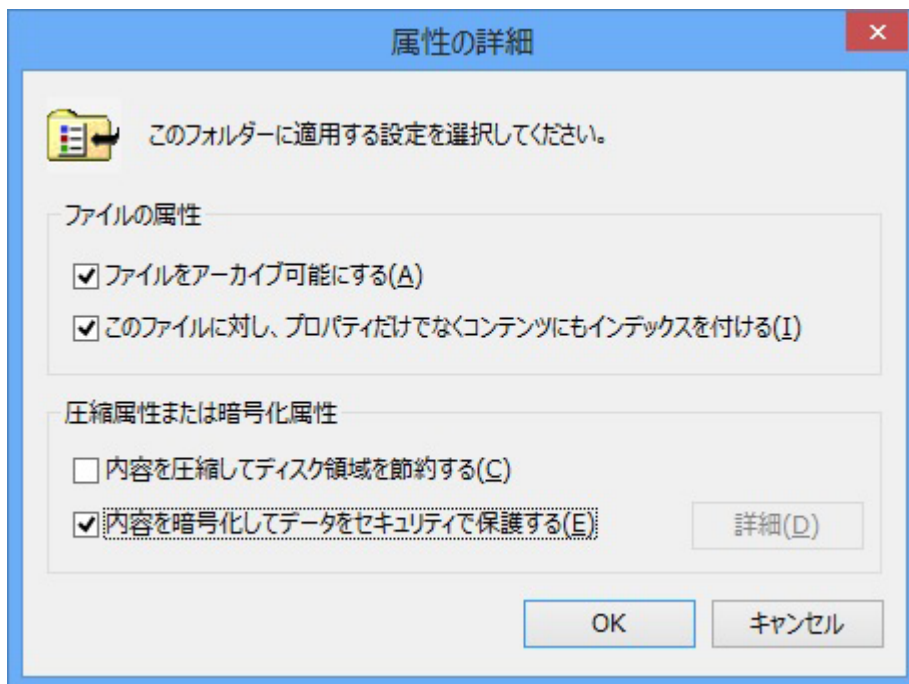 属性の詳細
このフォルダーに適用する設定を選択してください。
ファイルの属性
ファイルをアーカイブ可能にする(A)
このファイルに対し、プロパティだけでなくコンテンツにもインデックスを付ける(I)
圧縮属性または暗号化属性
内容を圧縮してディスク領域を節約する(C)
内容を暗号化してデータをセキュリティで保護する(E)
詳細(D)
OK
キャンセル